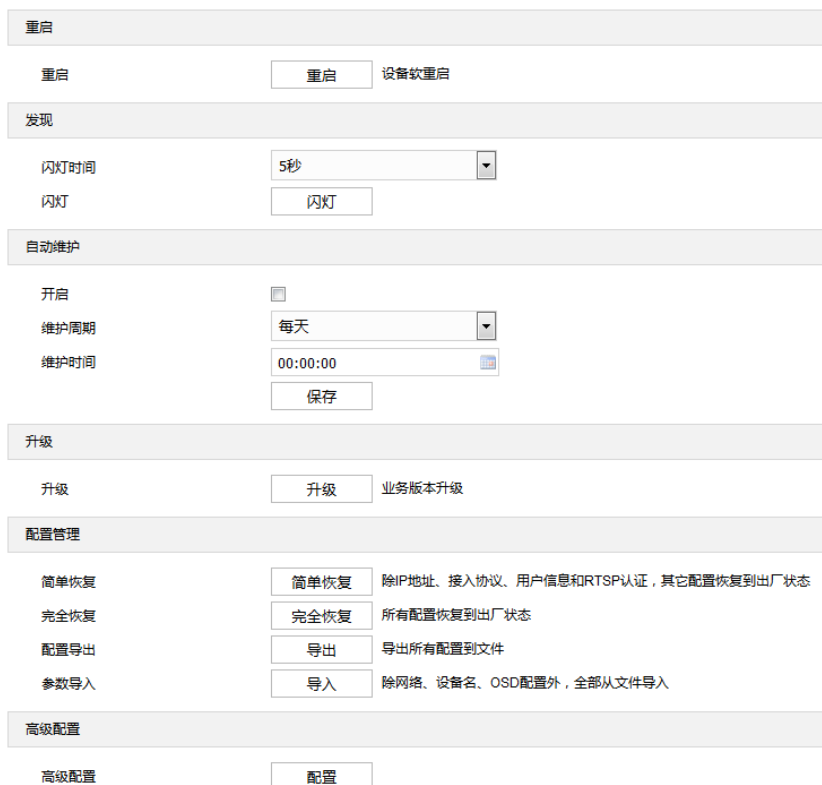 重启
重启 重启 设备软重启
发现
闪灯时间 5秒
闪灯 闪灯
自动维护
开启
维护周期 每天
维护时间 00:00:00
保存
升级
升级 升级 业务版本升级
配置管理
简单恢复 简单恢复 除IP地址、接入协议、用户信息和RTSP认证，其它配置恢复到出厂状态
完全恢复 完全恢复 所有配置恢复到出厂状态
配置导出 导出 导出所有配置到文件
参数导入 导入 除网络、设备名、OSD配置外，全部从文件导入
高级配置
高级配置 配置